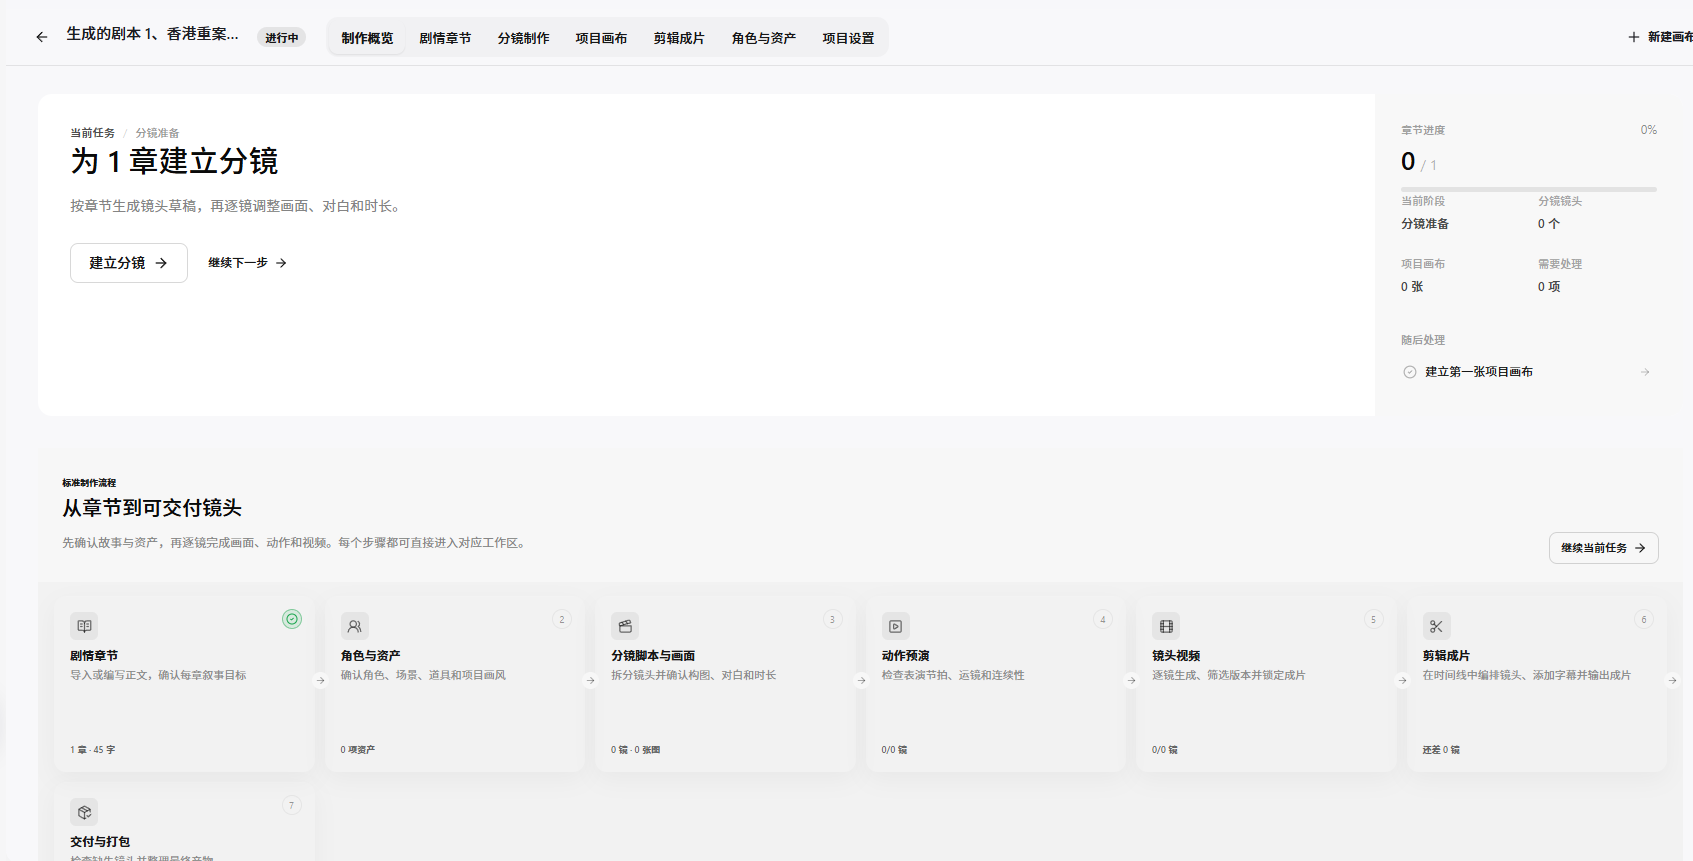 生成的剧本 1、香港重案...
进行中
制作概览
剧情章节
分镜制作
项目画布
剪辑成片
角色与资产
项目设置
新建画布
当前任务 / 分镜准备
为 1 章建立分镜
按章节生成镜头草稿，再逐镜调整画面、对白和时长。
建立分镜
继续下一步
章节进度 0%
0 / 1
当前阶段 分镜镜头
分镜准备 0 个
项目画布 需要处理
0 张 0 项
随后处理
建立第一张项目画布
标准制作流程
从章节到可交付镜头
先确认故事与资产，再逐镜完成画面、动作和视频。每个步骤都可直接进入对应工作区。
继续当前任务
剧情章节
导入或编写正文，确认每章叙事目标
1 章 · 45 字
2
角色与资产
确认角色、场景、道具和项目画风
0 项资产
3
分镜脚本与画面
拆分镜头并确认构图、对白和时长
0 镜 · 0 张图
4
动作预演
检查表演节拍、运镜和连续性
0/0 镜
5
镜头视频
逐镜生成、筛选版本并锁定成片
0/0 镜
6
剪辑成片
在时间线中编排镜头、添加字幕并输出成片
还差 0 镜
7
交付与打包
检查缺失镜头并整理最终产物